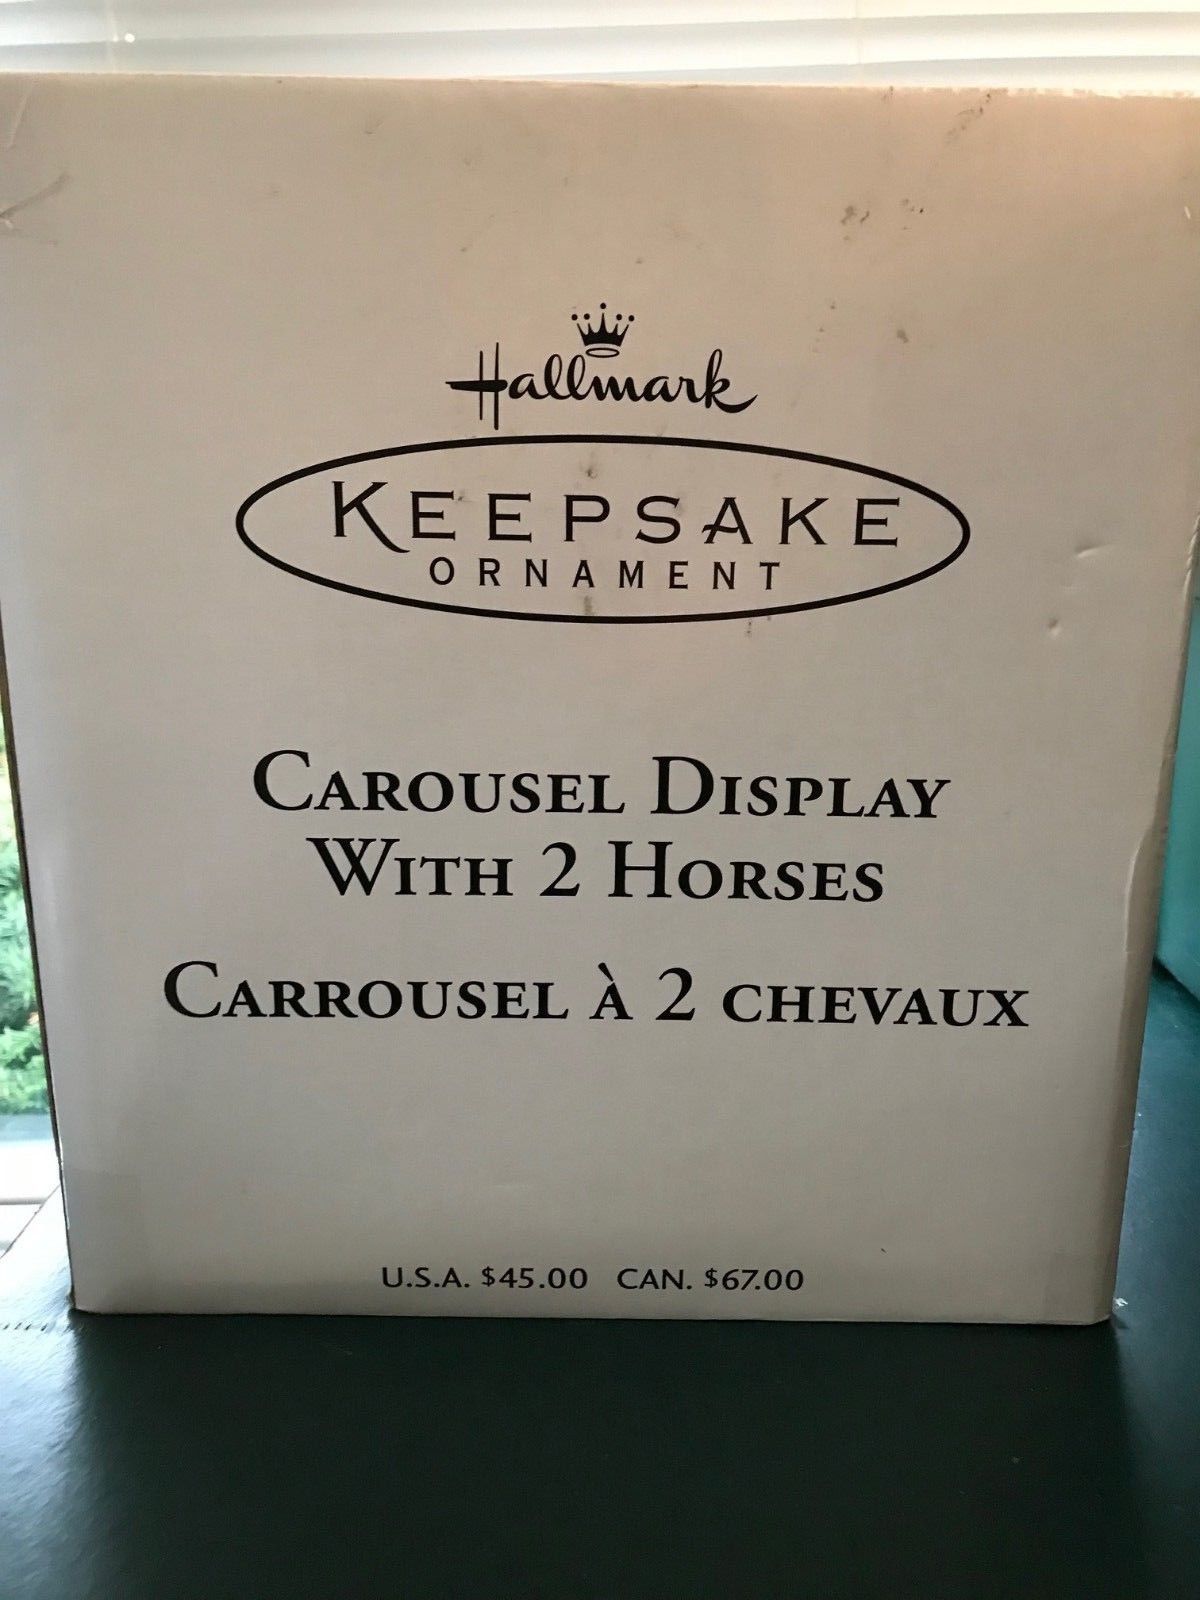 Hallmark
KEEPSAKE
ORNAMENT
CAROUSEL DISPLAY
WITH 2 HORSES
CARROUSEL À 2 CHEVAUX
U.S.A. $45.00 CAN. $67.00